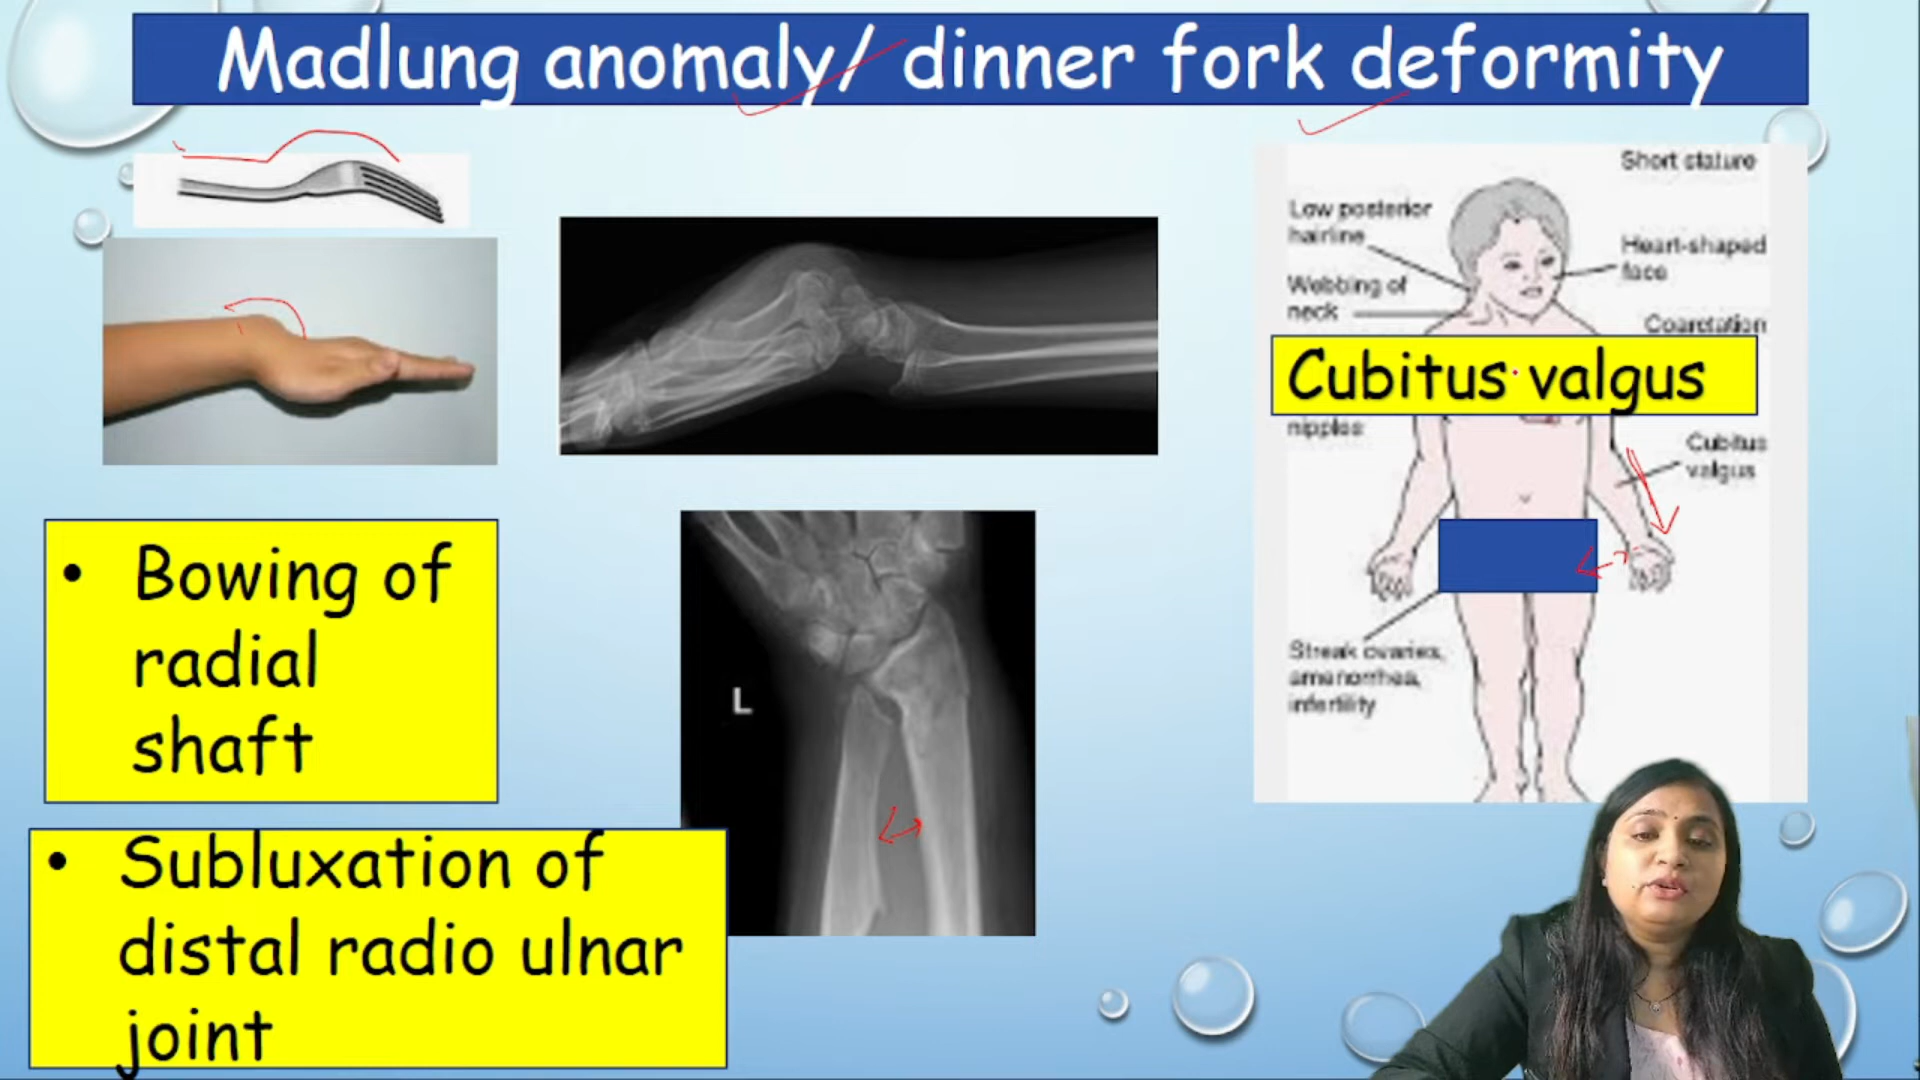 Madlung anomaly/ dinner fork deformity
Short stature
Low posterior
hairline
Heart-shaped
face
Webbing of
neck
Coarctation
Cubitus valgus
nipples
Cubitus
valgus
• Bowing of
radial
shaft
L
Streak ovaries,
amenorrhea,
infertility
• Subluxation of
distal radio ulnar
joint